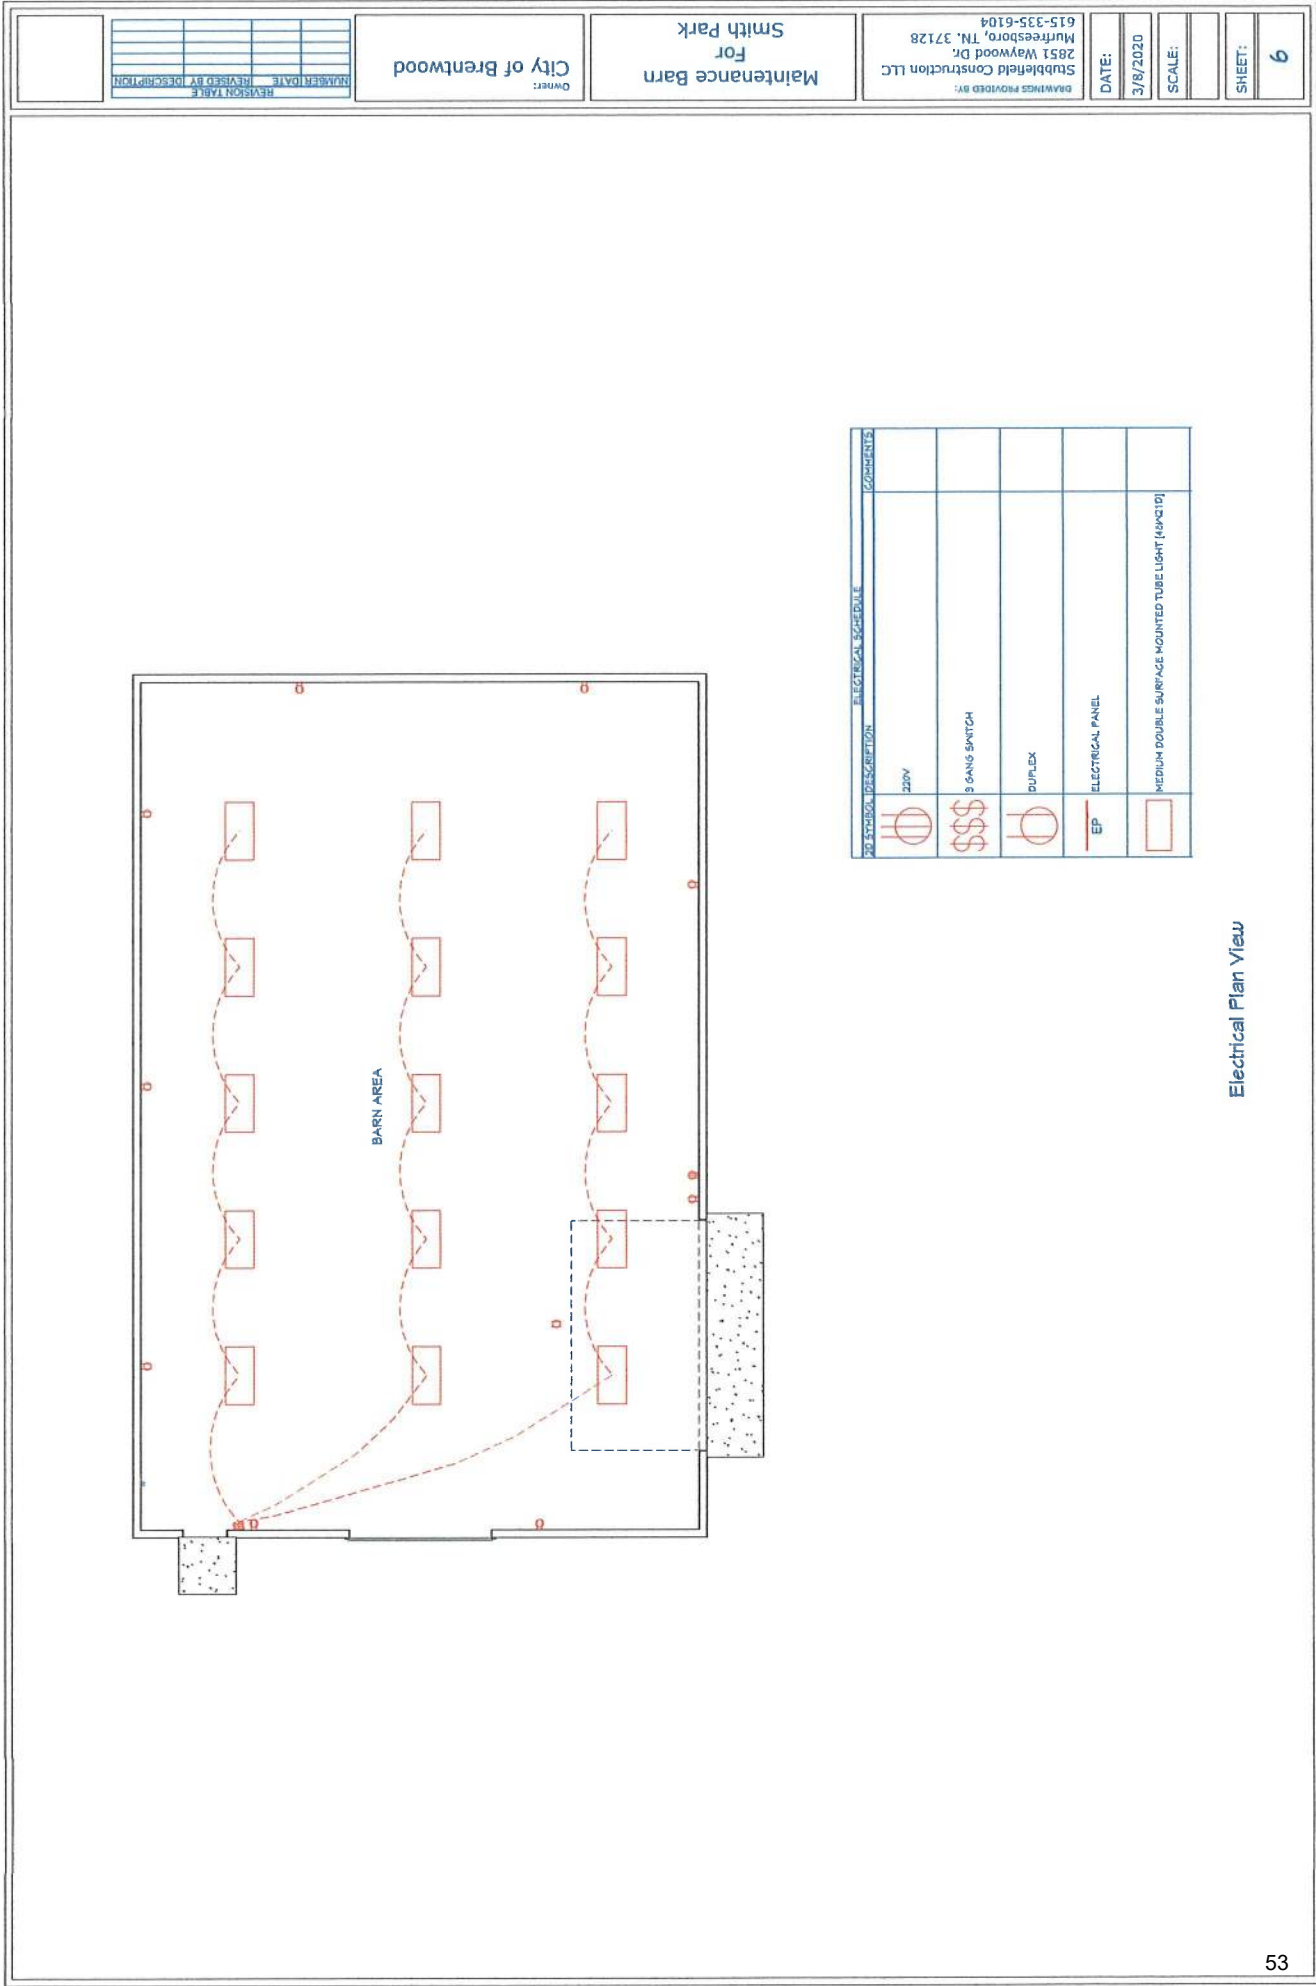 REVISION TABLE
NUMBER DATE REVISED BY DESCRIPTION
Owner:
City of Brentwood
Maintenance Barn
For
Smith Park
DRAWINGS PROVIDED BY:
Stubblefield Construction LLC
2851 Waywood Dr.
Murfreesboro, TN. 37128
615-335-6104
DATE:
3/8/2020
SCALE:
SHEET:
6
BARN AREA
ELECTRICAL SCHEDULE
2D SYMBOL DESCRIPTION COMMENTS
220V
$$$ 3 GANG SWITCH
DUPLEX
EP ELECTRICAL PANEL
MEDIUM DOUBLE SURFACE MOUNTED TUBE LIGHT [48W21D]
Electrical Plan View
53